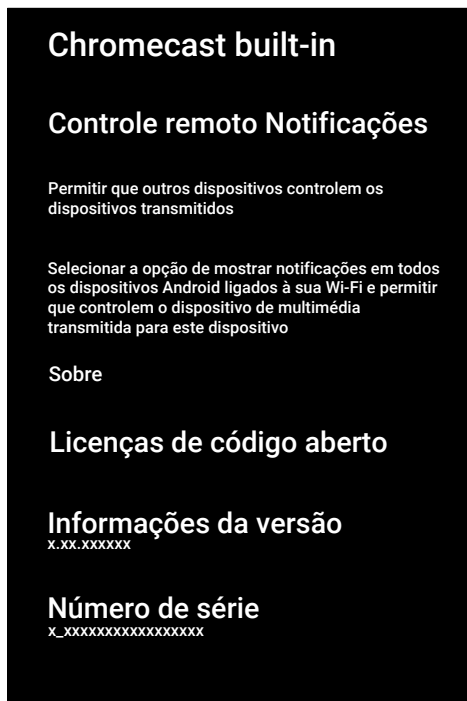 Chromecast built-in
Controle remoto Notificações
Permitir que outros dispositivos controlem os
dispositivos transmitidos
Selecionar a opção de mostrar notificações em todos
os dispositivos Android ligados à sua Wi-Fi e permitir
que controlem o dispositivo de multimédia
transmitida para este dispositivo
Sobre
Licenças de código aberto
Informações da versão
x.xx.xxxxxx
Número de série
x_xxxxxxxxxxxxxxxxx